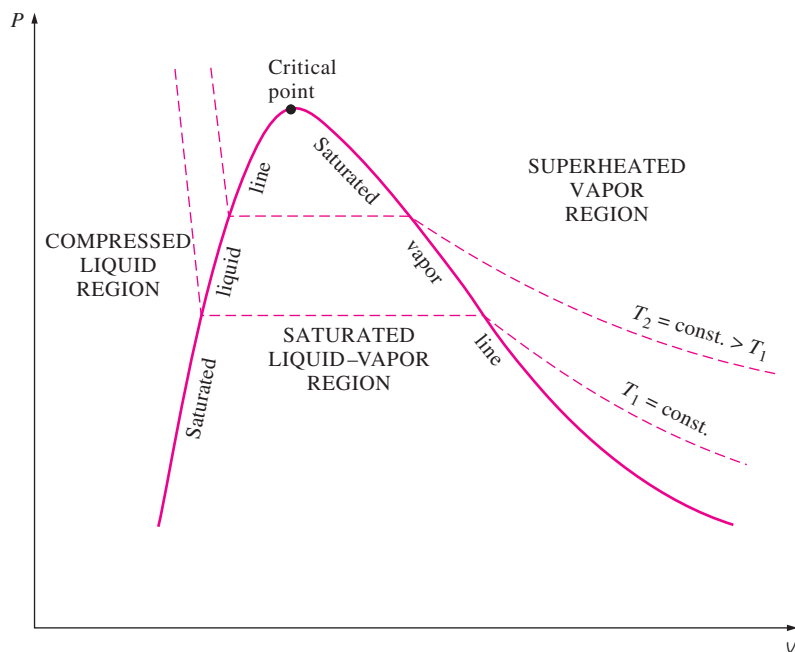 P
Critical
point
Saturated
liquid
line
Saturated
vapor
line
SUPERHEATED
VAPOR
REGION
COMPRESSED
LIQUID
REGION
SATURATED
LIQUID–VAPOR
REGION
T2 = const. > T1
T1 = const.
v